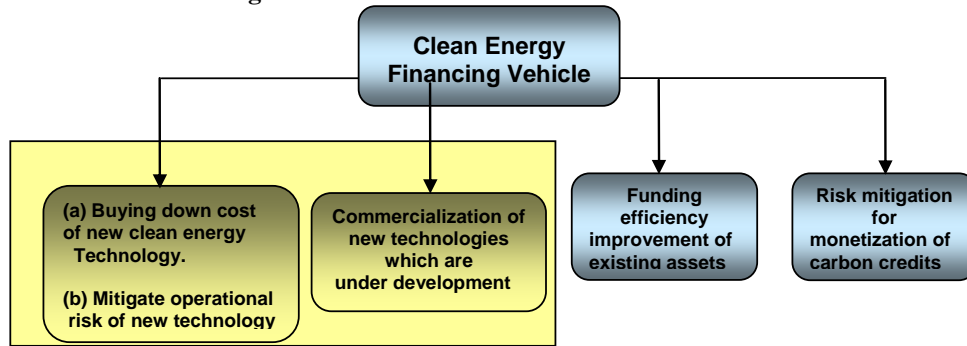 Clean Energy
Financing Vehicle
(a) Buying down cost
of new clean energy
Technology.
(b) Mitigate operational
risk of new technology
Commercialization of
new technologies
which are
under development
Funding
efficiency
improvement of
existing assets
Risk mitigation
for
monetization of
carbon credits